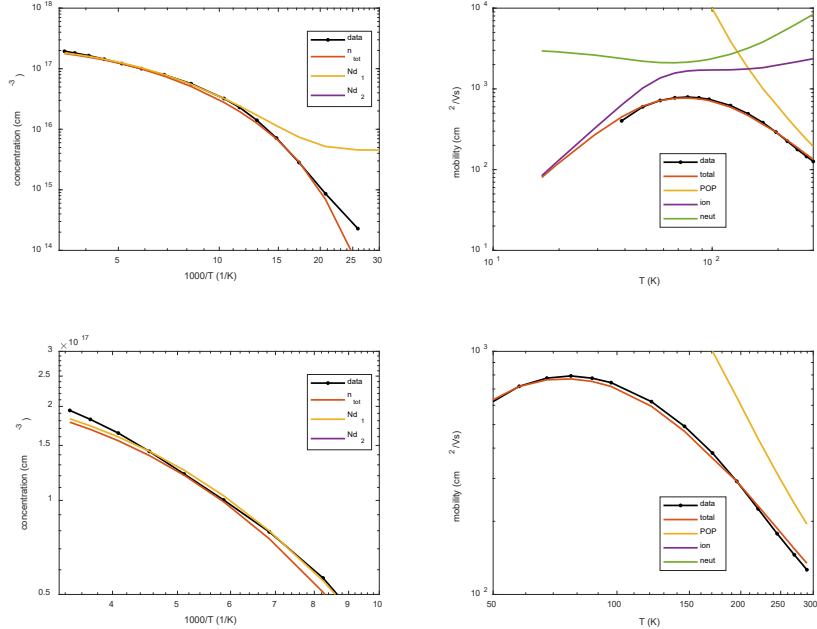 10 18
10 17
10 16
10 15
10 14
concentration (cm -3)
5 10 15 20 25 30
1000/T (1/K)
data
n tot
Nd 1
Nd 2
10 4
10 3
10 2
10 1
mobility (cm 2/Vs)
10 1 10 2
T (K)
data
total
POP
ion
neut
× 10 17
3
2.5
2
1.5
1
0.5
concentration (cm -3)
4 5 6 7 8 9 10
1000/T (1/K)
data
n tot
Nd 1
Nd 2
10 3
10 2
mobility (cm 2/Vs)
50 100 150 200 250 300
T (K)
data
total
POP
ion
neut